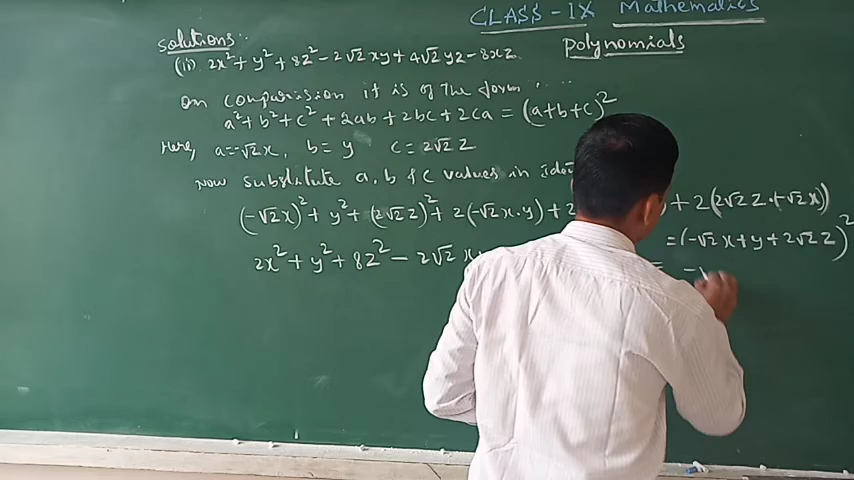 CLASS-IX Mathematics
Solutions:
Polynomials
(ii) 2x² + y² + 8z² - 2√2 xy + 4√2 yz - 8xz.
On comparision it is of the form ....
a² + b² + c² + 2ab + 2bc + 2ca = (a+b+c)²
Here, a=-√2x, b= y c= 2√2 z
Now substitute a, b & c values in
(-√2x)² + y² + (2√2z)² + 2(-√2x.y) + 2 + 2(2√2 z.-√2x)
= (-√2x + y + 2√2 z)²
2x² + y² + 8z² - 2√2 x = -